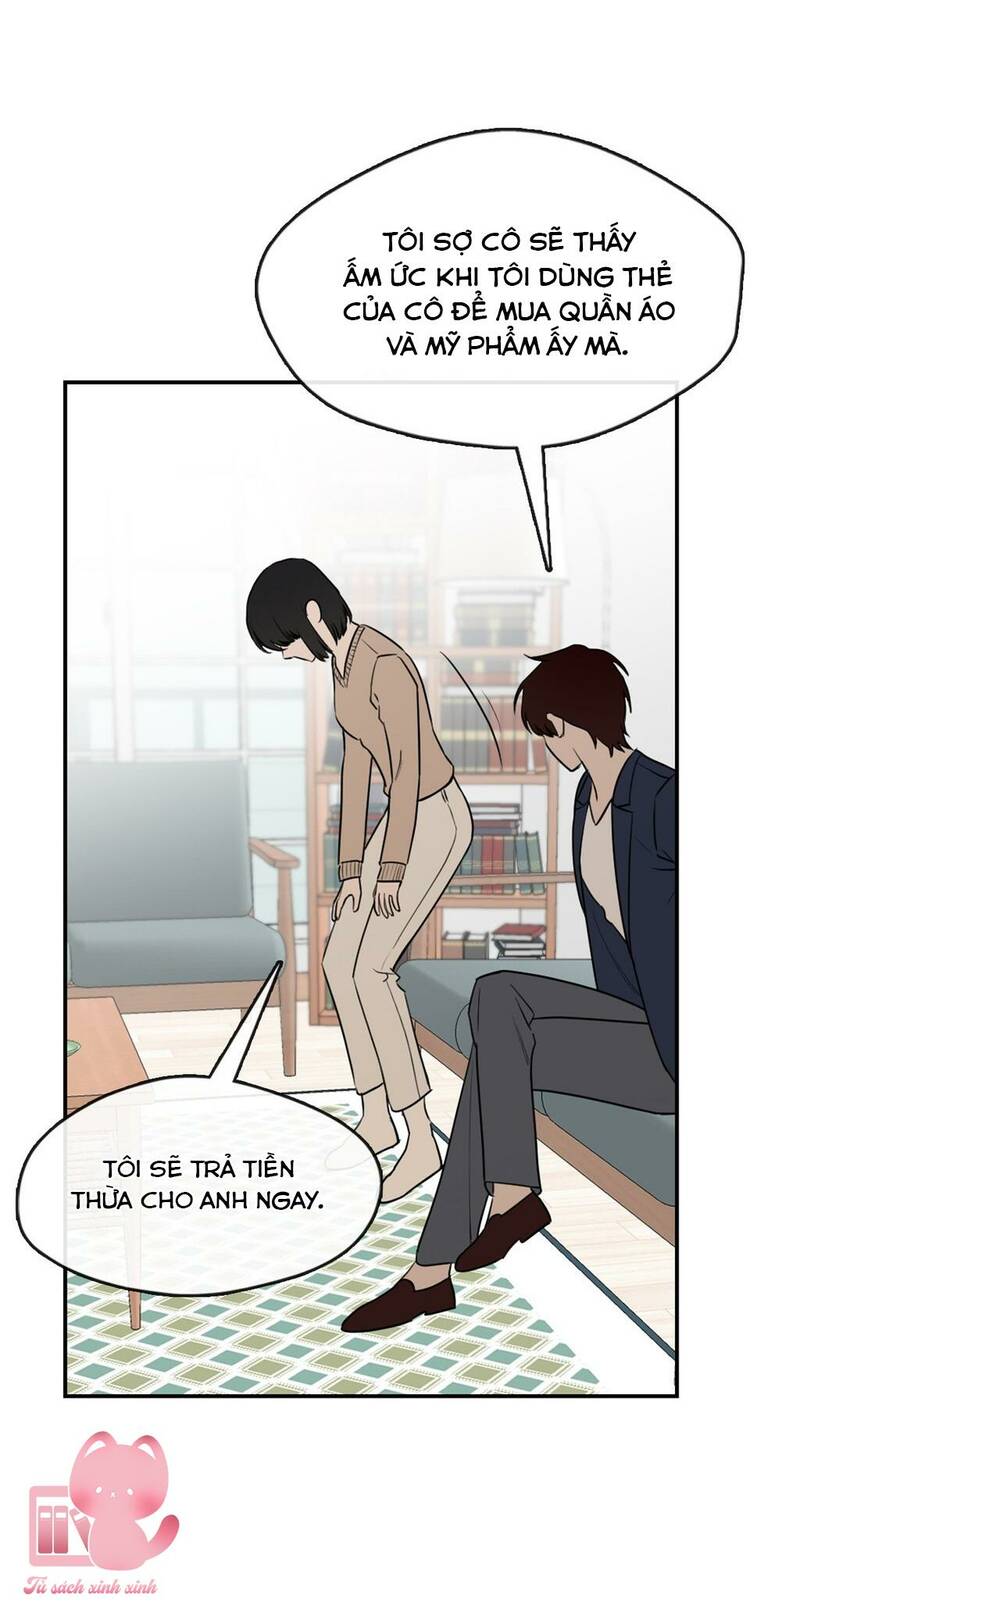 TÔI SỢ CÔ SẼ THẤY
ẤM ỨC KHI TÔI DÙNG THẺ
CỦA CÔ ĐỂ MUA QUẦN ÁO
VÀ MỸ PHẨM ẤY MÀ.
TÔI SẼ TRẢ TIỀN
THỪA CHO ANH NGAY.
Tủ sách xinh xinh